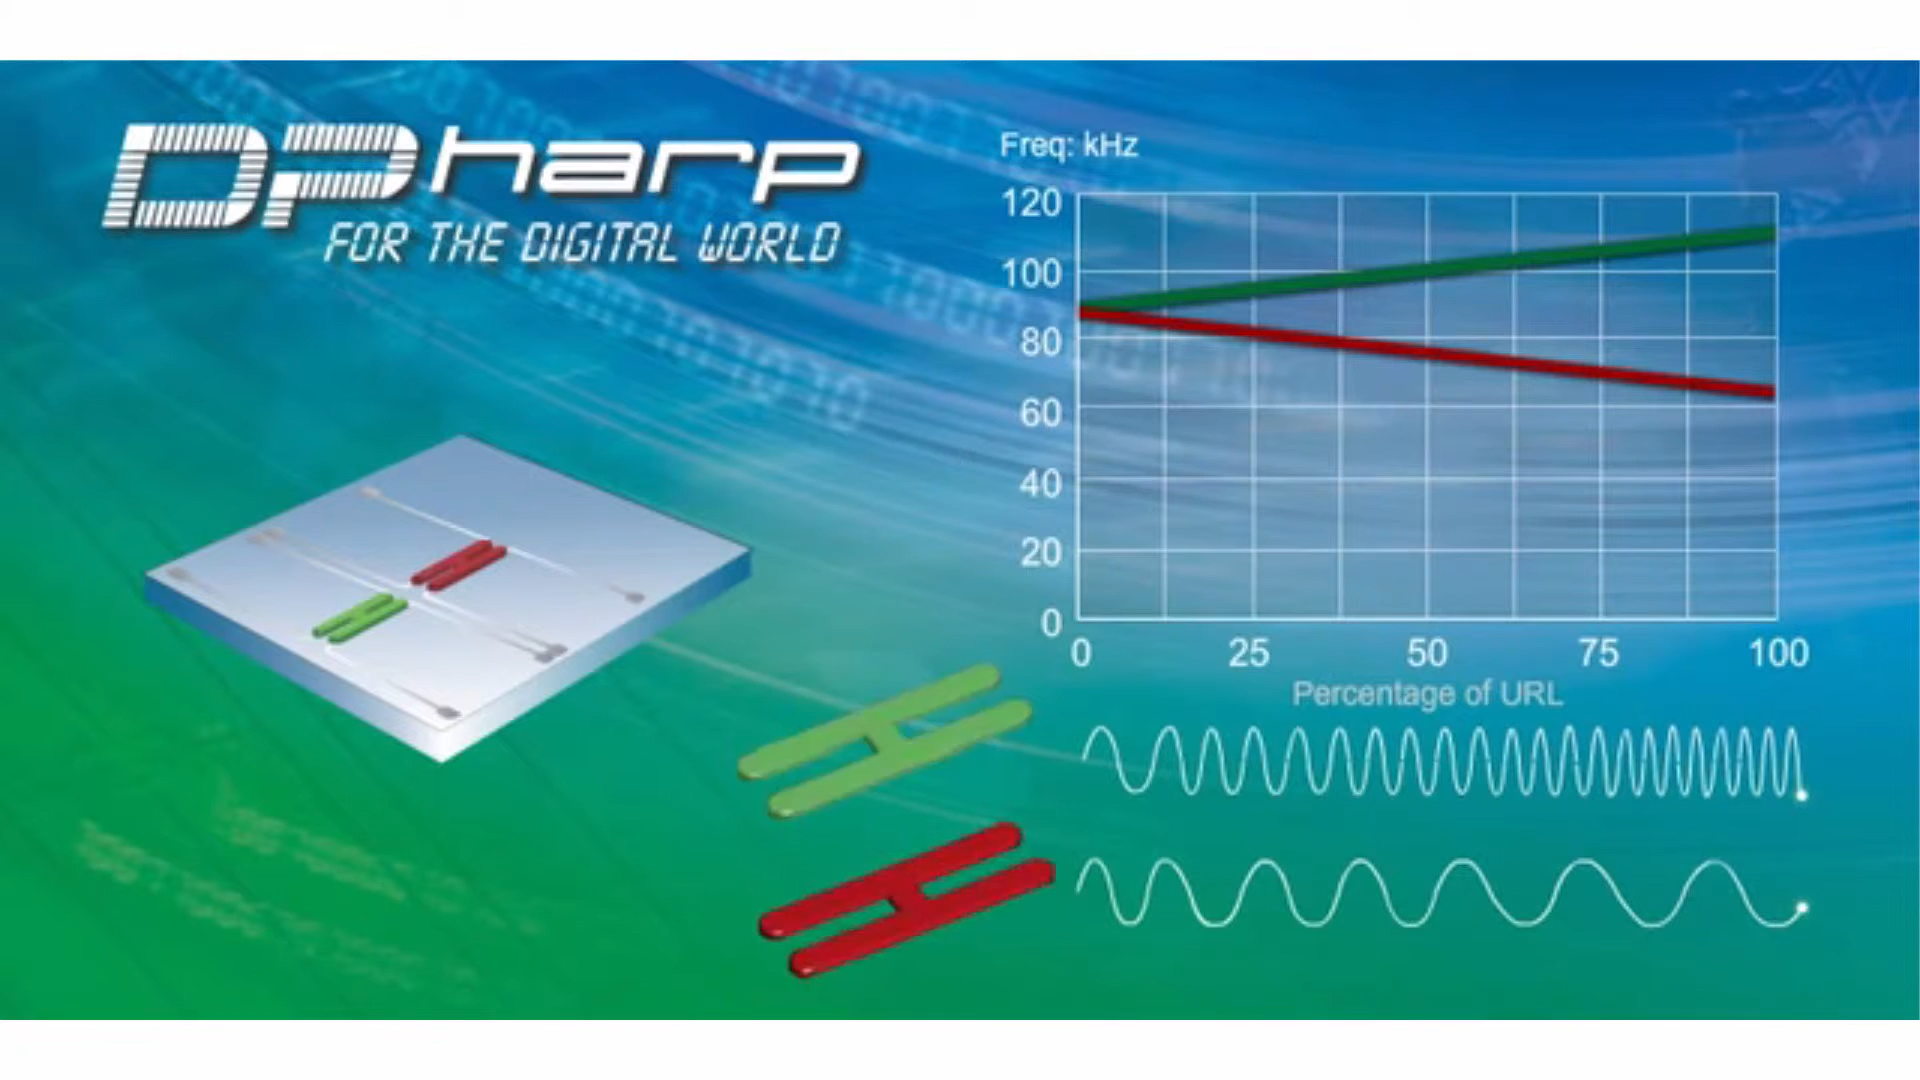 DPharp
FOR THE DIGITAL WORLD
Freq: kHz
120
100
80
60
40
20
0
0 25 50 75 100
Percentage of URL